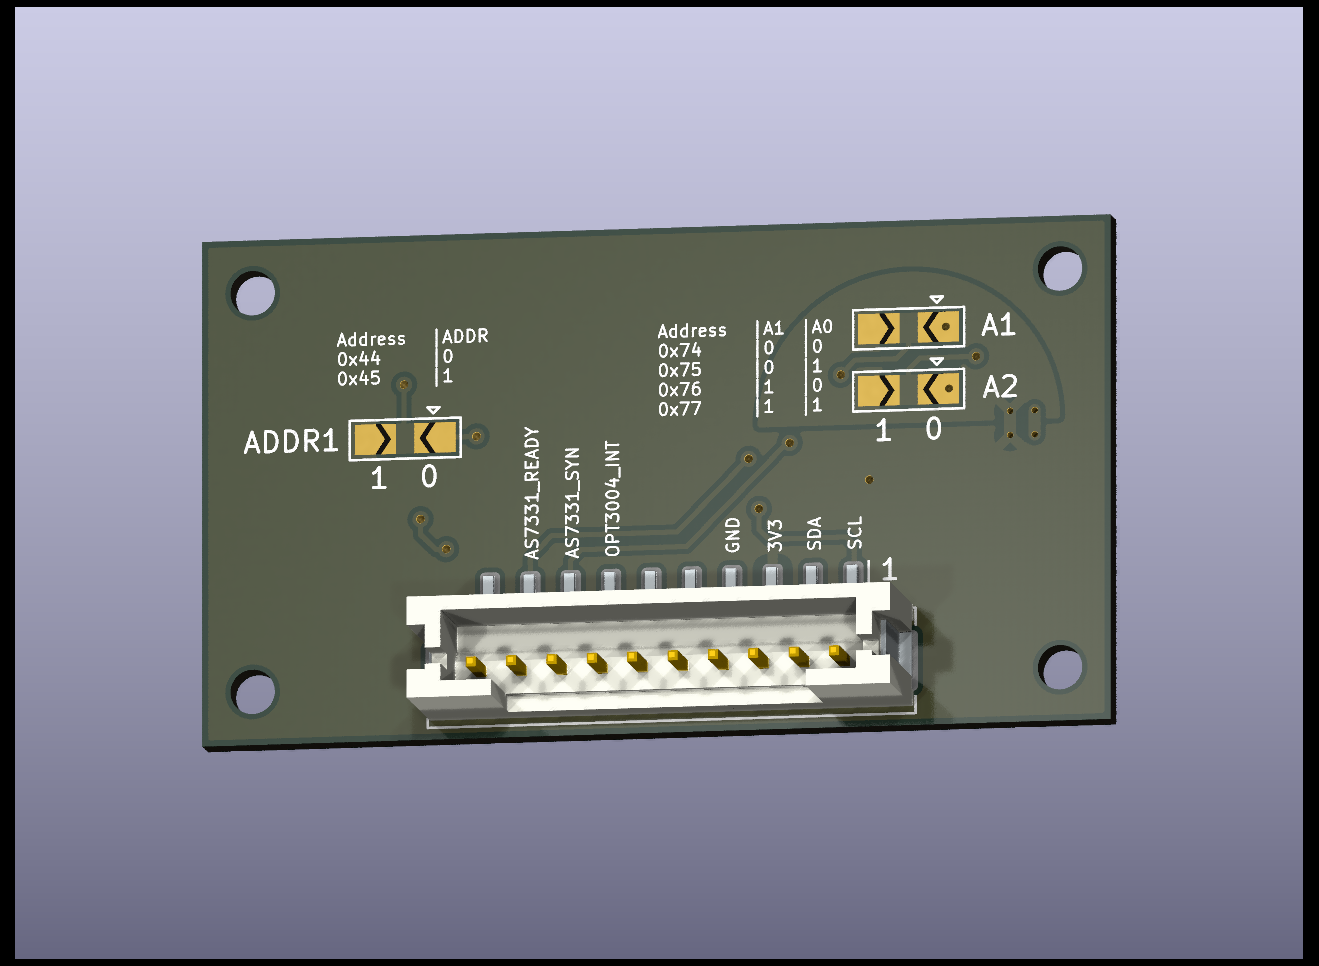 Address ADDR
0x44 0
0x45 1
ADDR1
1 0
Address A1 A0
0x74 0 0
0x75 0 1
0x76 1 0
0x77 1 1
A1
A2
1 0
AS7331_READY
AS7331_SYN
OPT3004_INT
GND
3V3
SDA
SCL
1